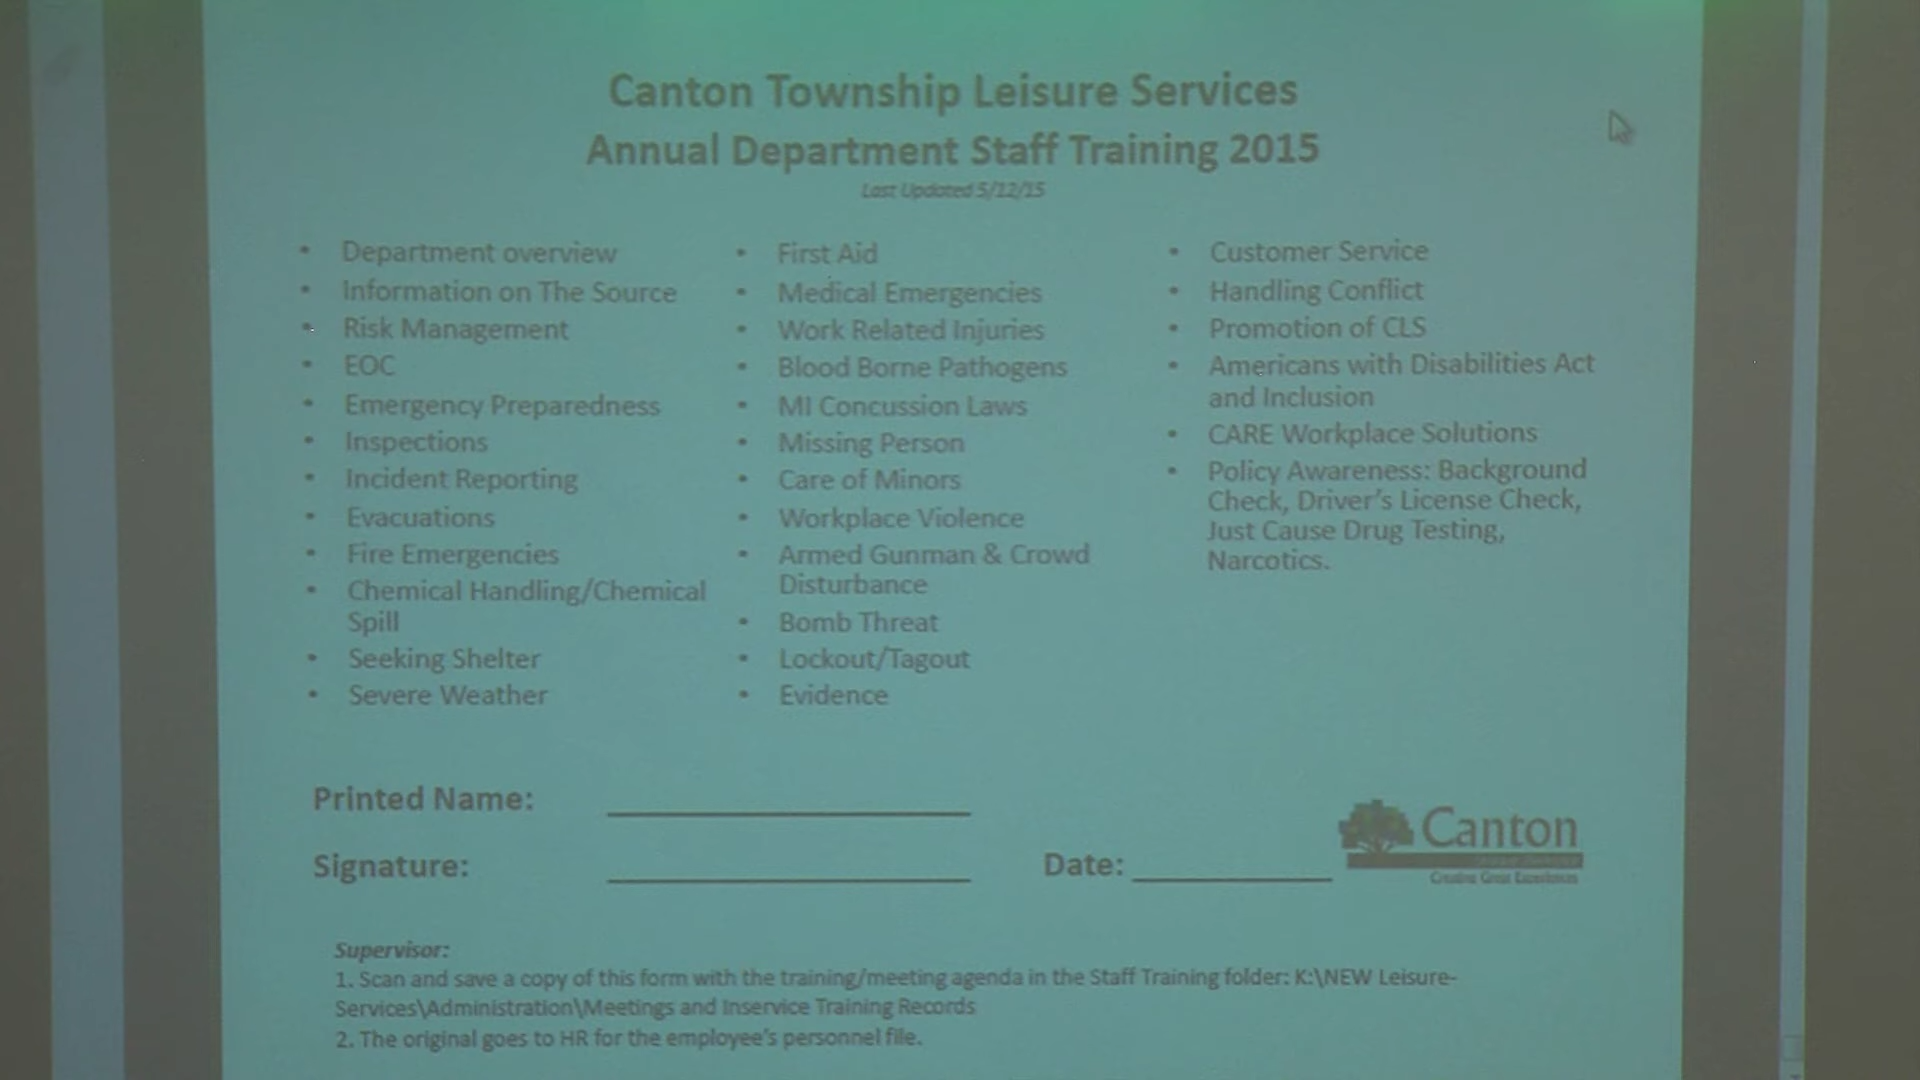 Canton Township Leisure Services
Annual Department Staff Training 2015
Last Updated 5/12/15
• Department overview
• Information on The Source
• Risk Management
• EOC
• Emergency Preparedness
• Inspections
• Incident Reporting
• Evacuations
• Fire Emergencies
• Chemical Handling/Chemical
Spill
• Seeking Shelter
• Severe Weather
• First Aid
• Medical Emergencies
• Work Related Injuries
• Blood Borne Pathogens
• MI Concussion Laws
• Missing Person
• Care of Minors
• Workplace Violence
• Armed Gunman & Crowd
Disturbance
• Bomb Threat
• Lockout/Tagout
• Evidence
• Customer Service
• Handling Conflict
• Promotion of CLS
• Americans with Disabilities Act
and Inclusion
• CARE Workplace Solutions
• Policy Awareness: Background
Check, Driver's License Check,
Just Cause Drug Testing,
Narcotics.
Printed Name:
Signature:
Date:
Canton
Creating Great Experiences
Supervisor:
1. Scan and save a copy of this form with the training/meeting agenda in the Staff Training folder: K:\NEW Leisure-
Services\Administration\Meetings and Inservice Training Records
2. The original goes to HR for the employee's personnel file.